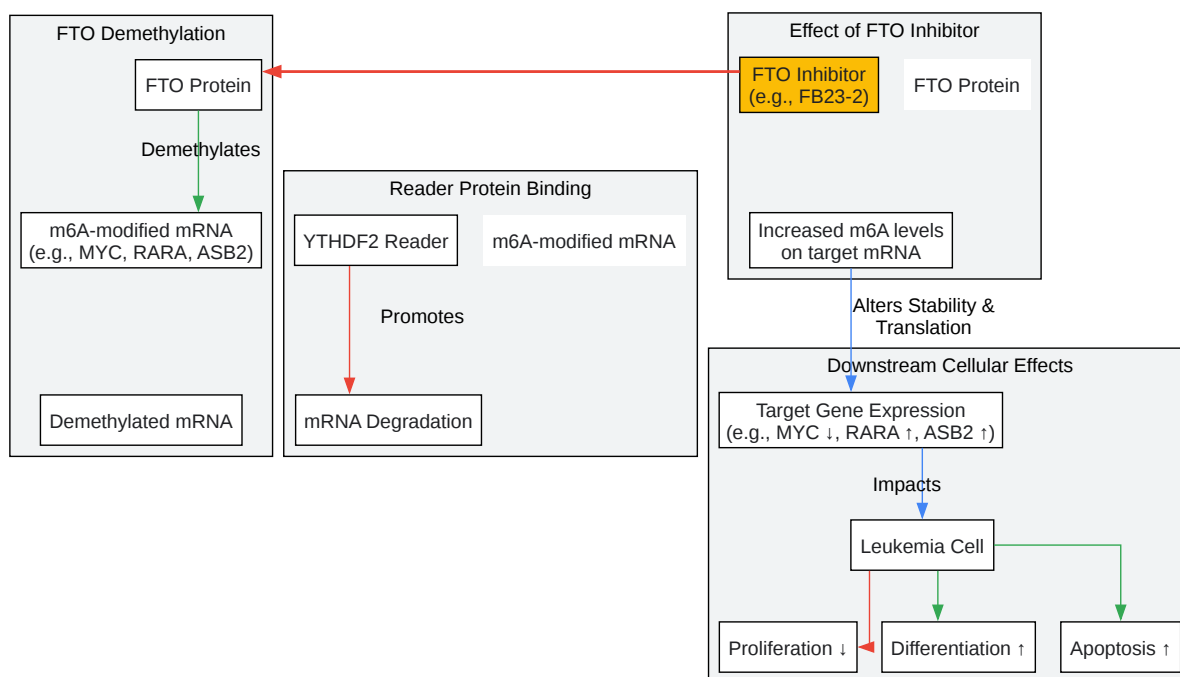 FTO Demethylation
FTO Protein
Demethylates
m6A-modified mRNA
(e.g., MYC, RARA, ASB2)
Demethylated mRNA
Reader Protein Binding
YTHDF2 Reader
m6A-modified mRNA
Promotes
mRNA Degradation
Effect of FTO Inhibitor
FTO Inhibitor
(e.g., FB23-2)
FTO Protein
Increased m6A levels
on target mRNA
Alters Stability &
Translation
Downstream Cellular Effects
Target Gene Expression
(e.g., MYC ↓, RARA ↑, ASB2 ↑)
Impacts
Leukemia Cell
Proliferation ↓
Differentiation ↑
Apoptosis ↑